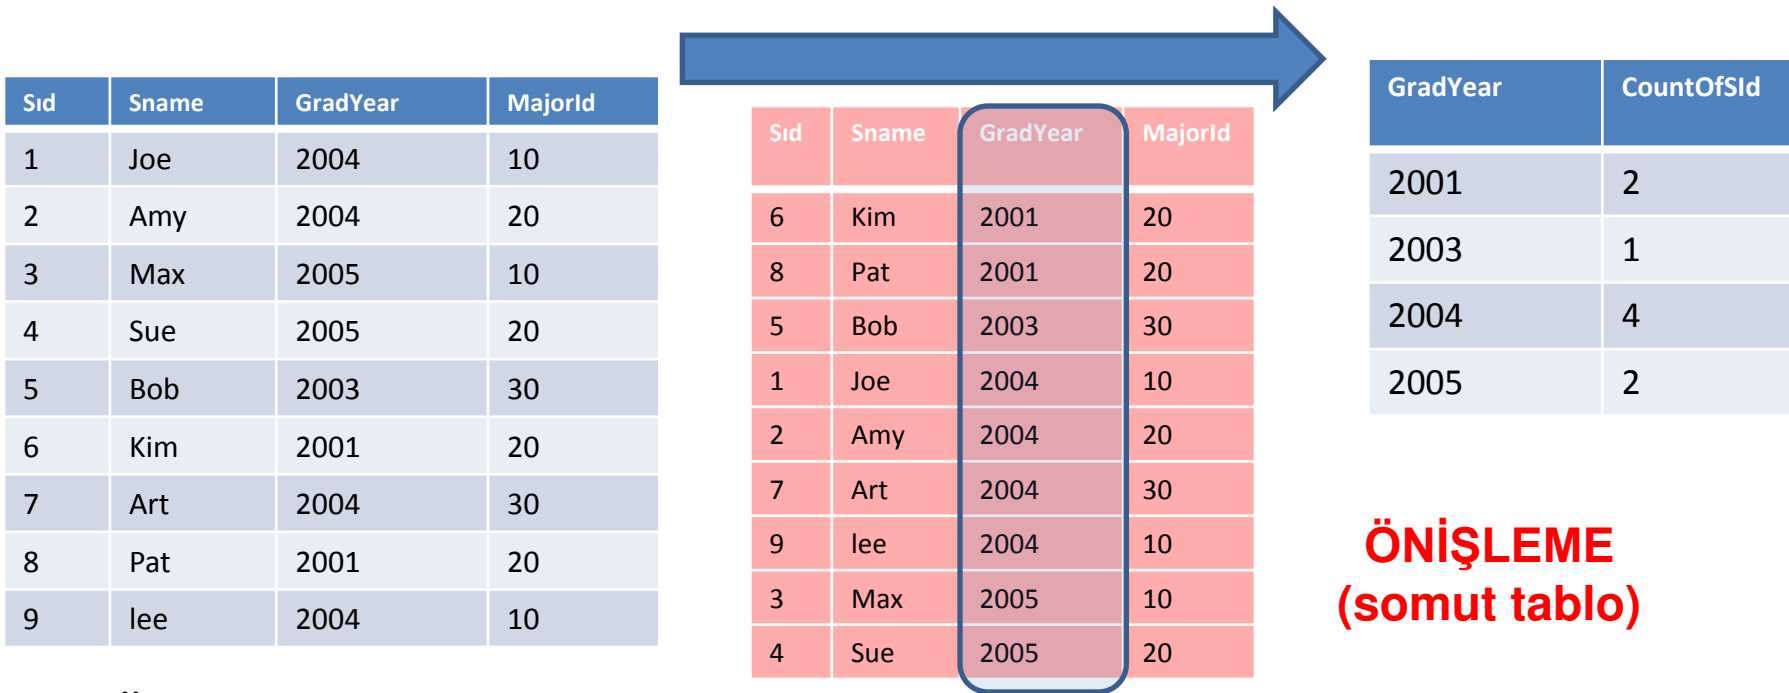 Sıd Sname GradYear MajorId
1 Joe 2004 10
2 Amy 2004 20
3 Max 2005 10
4 Sue 2005 20
5 Bob 2003 30
6 Kim 2001 20
7 Art 2004 30
8 Pat 2001 20
9 lee 2004 10
Sıd Sname GradYear MajorId
6 Kim 2001 20
8 Pat 2001 20
5 Bob 2003 30
1 Joe 2004 10
2 Amy 2004 20
7 Art 2004 30
9 lee 2004 10
3 Max 2005 10
4 Sue 2005 20
GradYear CountOfSId
2001 2
2003 1
2004 4
2005 2
ÖNİŞLEME
(somut tablo)